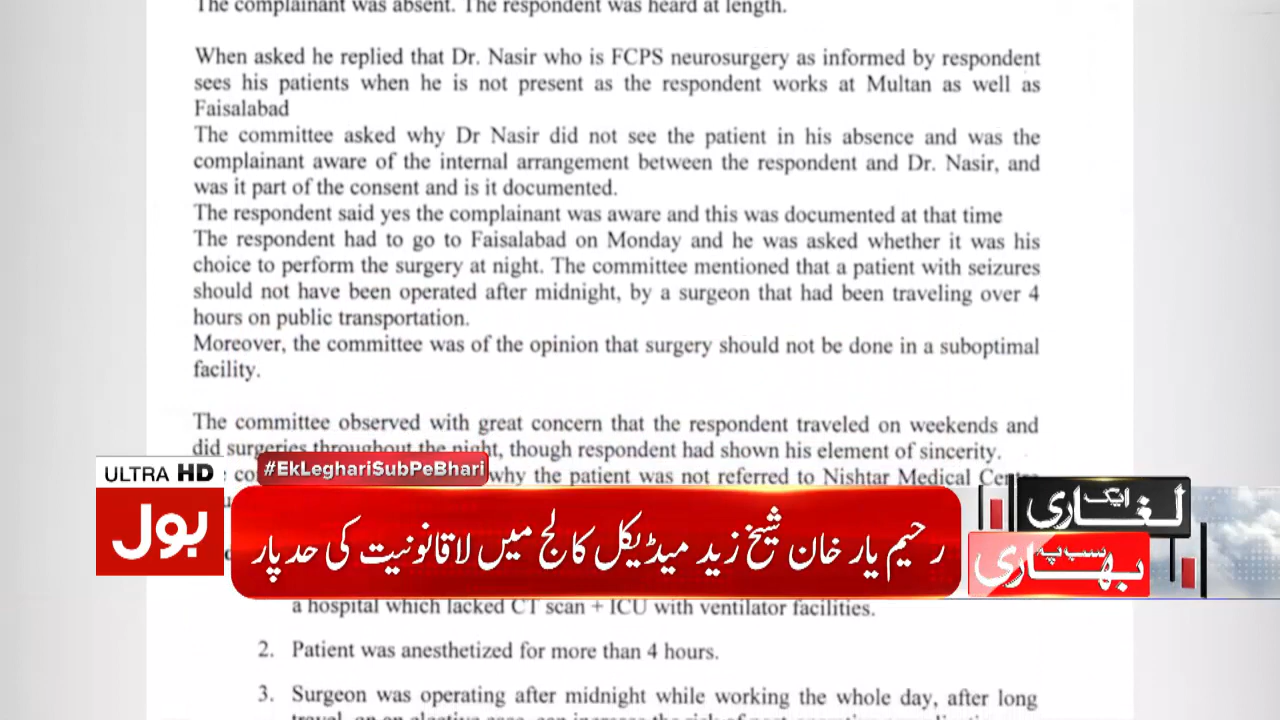 The complainant was absent. The respondent was heard at length.
When asked he replied that Dr. Nasir who is FCPS neurosurgery as informed by respondent
sees his patients when he is not present as the respondent works at Multan as well as
Faisalabad
The committee asked why Dr Nasir did not see the patient in his absence and was the
complainant aware of the internal arrangement between the respondent and Dr. Nasir, and
was it part of the consent and is it documented.
The respondent said yes the complainant was aware and this was documented at that time
The respondent had to go to Faisalabad on Monday and he was asked whether it was his
choice to perform the surgery at night. The committee mentioned that a patient with seizures
should not have been operated after midnight, by a surgeon that had been traveling over 4
hours on public transportation.
Moreover, the committee was of the opinion that surgery should not be done in a suboptimal
facility.
The committee observed with great concern that the respondent traveled on weekends and
did surgeries throughout the night, though respondent had shown his element of sincerity.
why the patient was not referred to Nishtar Medical
ULTRA HD
#EkLeghariSubPeBhari
بول
رحیم یار خان شیخ زید میڈیکل کالج میں لاقانونیت کی حد پار
ایک لغاری
سب پہ بھاری
a hospital which lacked CT scan + ICU with ventilator facilities.
2. Patient was anesthetized for more than 4 hours.
3. Surgeon was operating after midnight while working the whole day, after long